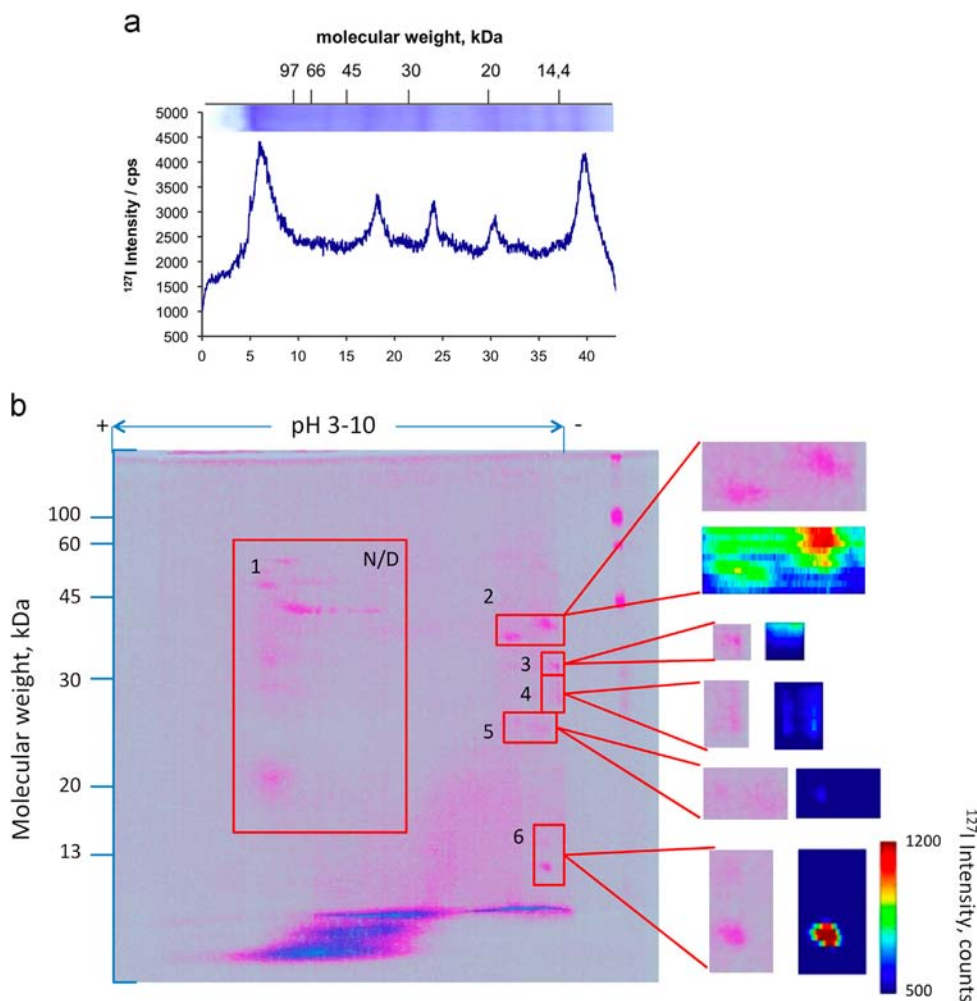 a
molecular weight, kDa
97 66 45 30 20 14,4
5000
4500
4000
3500
3000
2500
2000
1500
1000
500
¹²⁷I Intensity / cps
0 5 10 15 20 25 30 35 40
b
+ pH 3-10 -
Molecular weight, kDa
100
60
45
30
20
13
1 N/D
2
3
4
5
6
1200
500
¹²⁷I Intensity, counts